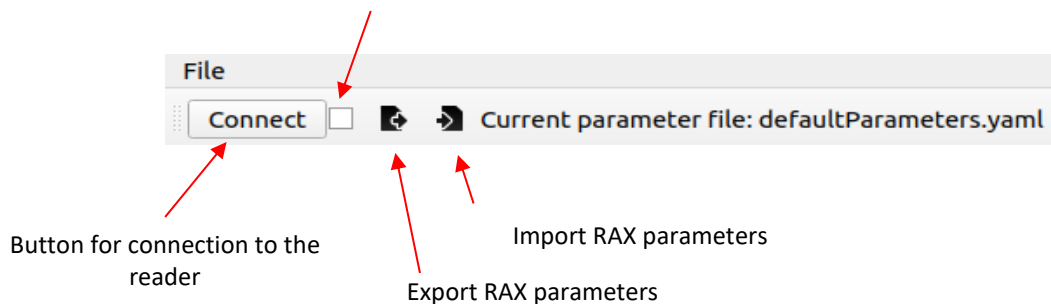 File
Connect Current parameter file: defaultParameters.yaml
Button for connection to the
reader
Import RAX parameters
Export RAX parameters